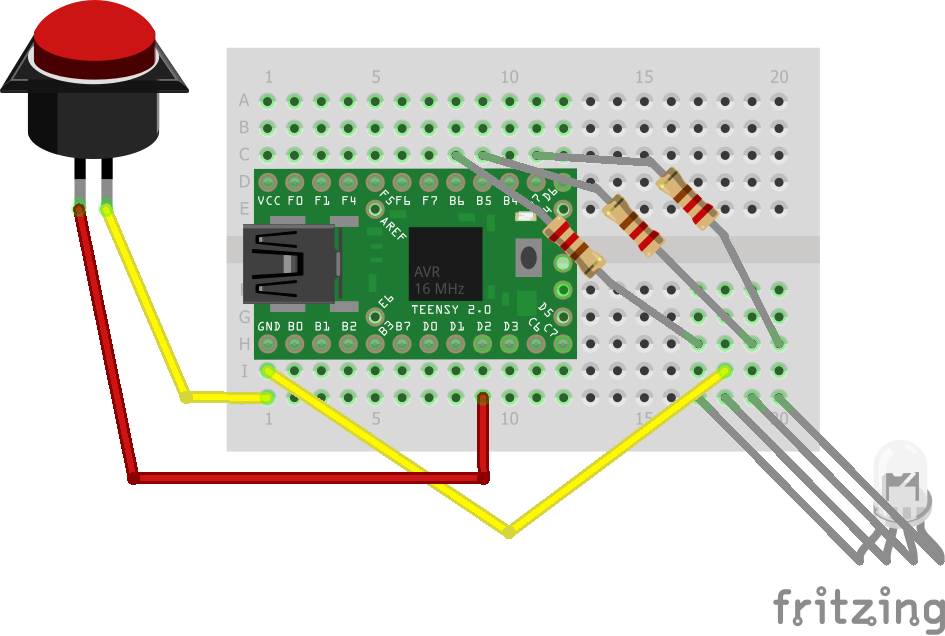 1 5 10 15 20
A
B
C
D
VCC F0 F1 F4 F5 F6 F7 B6 B5 B4 D6
E
AREF
AVR
16 MHz
TEENSY 2.0
E6 D5
G
GND B0 B1 B2 B3 B7 D0 D1 D2 D3 C6 C7
H
I
1 5 10 15 20
fritzing